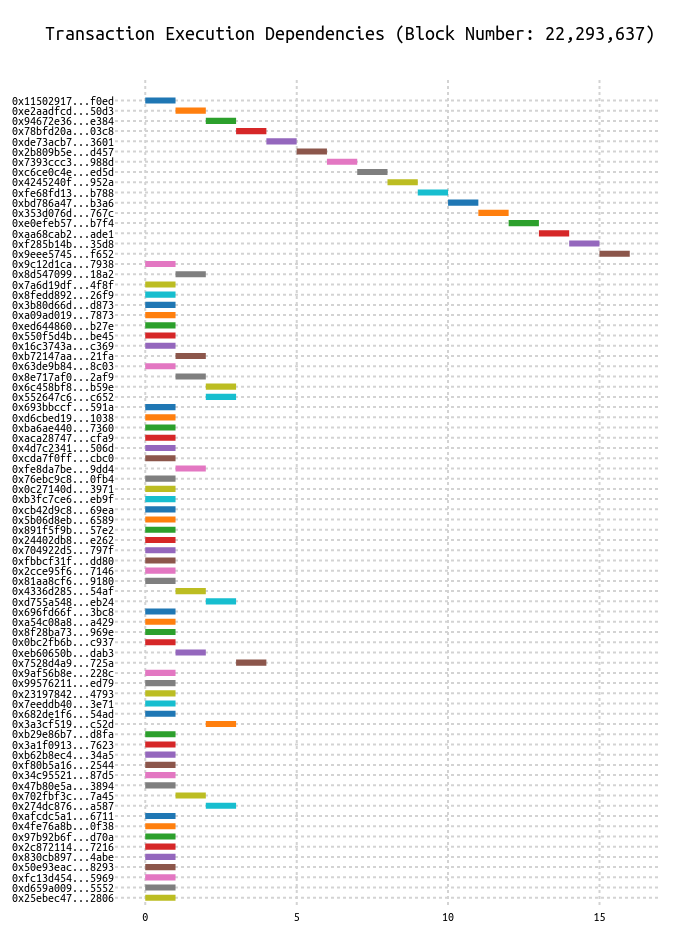 Transaction Execution Dependencies (Block Number: 22,293,637)
0x11502917...f0ed
0xe2aadfcd...50d3
0x94672e36...e384
0x78bfd20a...03c8
0xde73acb7...3601
0x2b809b5e...d457
0x7393ccc3...988d
0xc6ce0c4e...ed5d
0x4245240f...952a
0xfe68fd13...b788
0xbd786a47...b3a6
0x353d076d...767c
0xe0efeb57...b7f4
0xaa68cab2...ade1
0xf285b14b...35d8
0x9eee5745...f652
0x9c12d1ca...7938
0x8d547099...18a2
0x7a6d19df...4f8f
0x8fedd892...26f9
0x3b80d66d...d873
0xa09ad019...7873
0xed644860...b27e
0x550f5d4b...be45
0x16c3743a...c369
0xb72147aa...21fa
0x63de9b84...8c03
0x8e717af0...2af9
0x6c458bf8...b59e
0x552647c6...c652
0x693bbccf...591a
0xd6cbed19...1038
0xba6ae440...7360
0xaca28747...cfa9
0x4d7c2341...506d
0xcda7f0ff...cbc0
0xfe8da7be...9dd4
0x76ebc9c8...0fb4
0x0c27140d...3971
0xb3fc7ce6...eb9f
0xcb42d9c8...69ea
0x5b06d8eb...6589
0x891f5f9b...57e2
0x24402db8...e262
0x704922d5...797f
0xfbbcf31f...dd80
0x2cce95f6...7146
0x81aa8cf6...9180
0x4336d285...54af
0xd755a548...eb24
0x696fd66f...3bc8
0xa54c08a8...a429
0x8f28ba73...969e
0x0bc2fb6b...c937
0xeb60650b...dab3
0x7528d4a9...725a
0x9af56b8e...228c
0x99576211...ed79
0x23197842...4793
0x7eeddb40...3e71
0x682de1f6...54ad
0x3a3cf519...c52d
0xb29e86b7...d8fa
0x3a1f0913...7623
0xb62b8ec4...34a5
0xf80b5a16...2544
0x34c95521...87d5
0x47b80e5a...3894
0x702fbf3c...7a45
0x274dc876...a587
0xafcdc5a1...6711
0x4fe76a8b...0f38
0x97b92b6f...d70a
0x2c872114...7216
0x830cb897...4abe
0x50e93eac...8293
0xfc13d454...5969
0xd659a009...5552
0x25ebec47...2806
0 5 10 15